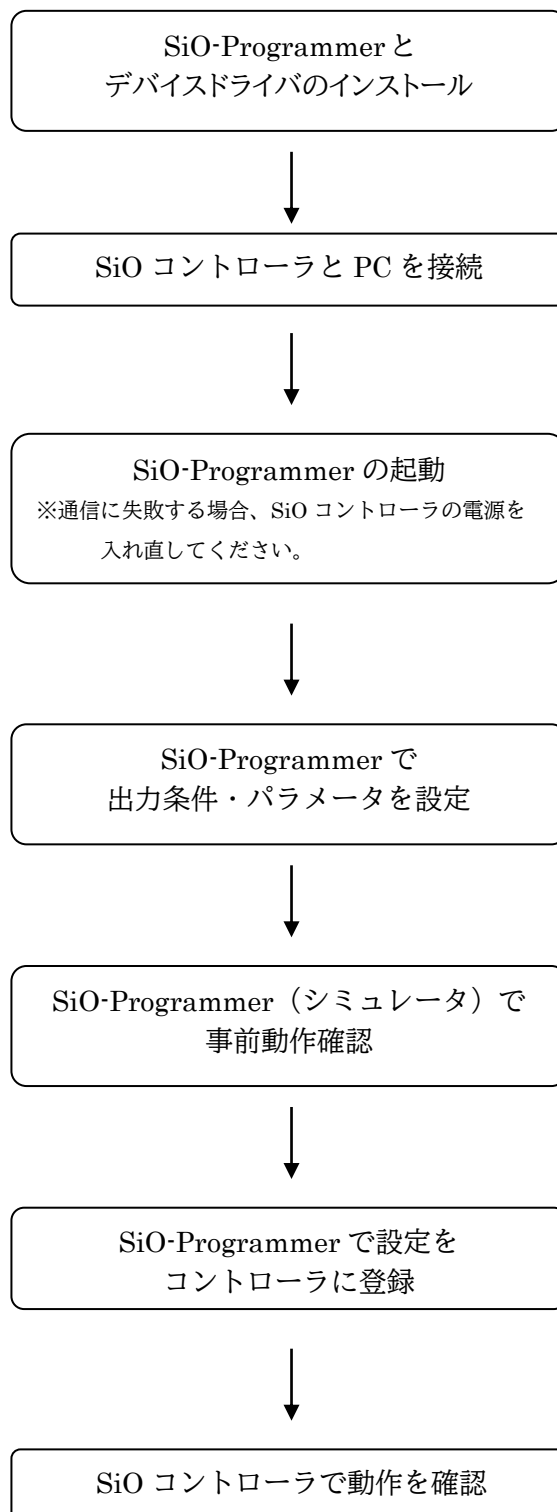 SiO-Programmer と
デバイスドライバのインストール
SiO コントローラと PC を接続
SiO-Programmer の起動
※通信に失敗する場合、SiO コントローラの電源を
入れ直してください。
SiO-Programmer で
出力条件・パラメータを設定
SiO-Programmer（シミュレータ）で
事前動作確認
SiO-Programmer で設定を
コントローラに登録
SiO コントローラで動作を確認